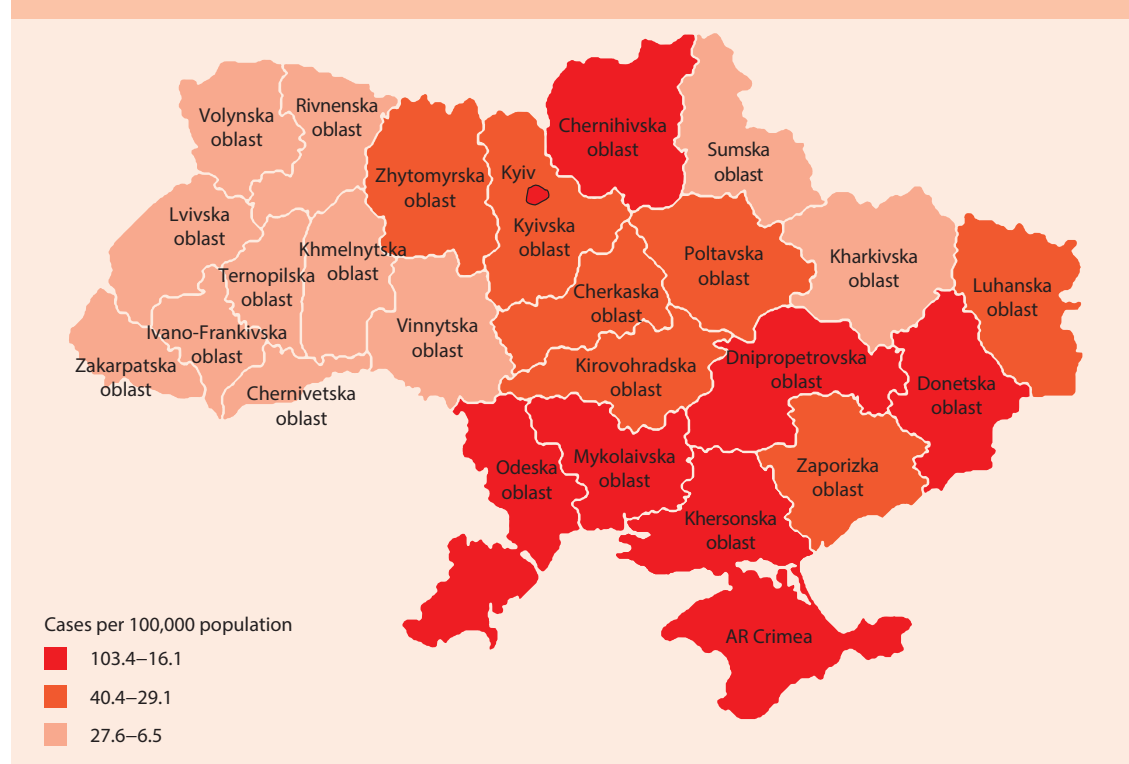 Volynska
oblast
Rivnenska
oblast
Zhytomyrska
oblast
Kyiv
Kyivska
oblast
Chernihivska
oblast
Sumska
oblast
Lvivska
oblast
Ternopilska
oblast
Khmelnytska
oblast
Ivano-Frankivska
oblast
Zakarpatska
oblast
Chernivetska
oblast
Vinnytska
oblast
Cherkaska
oblast
Poltavska
oblast
Kharkivska
oblast
Luhanska
oblast
Kirovohradska
oblast
Dnipropetrovska
oblast
Donetska
oblast
Odeska
oblast
Mykolaivska
oblast
Zaporizka
oblast
Khersonska
oblast
AR Crimea
Cases per 100,000 population
103.4–16.1
40.4–29.1
27.6–6.5